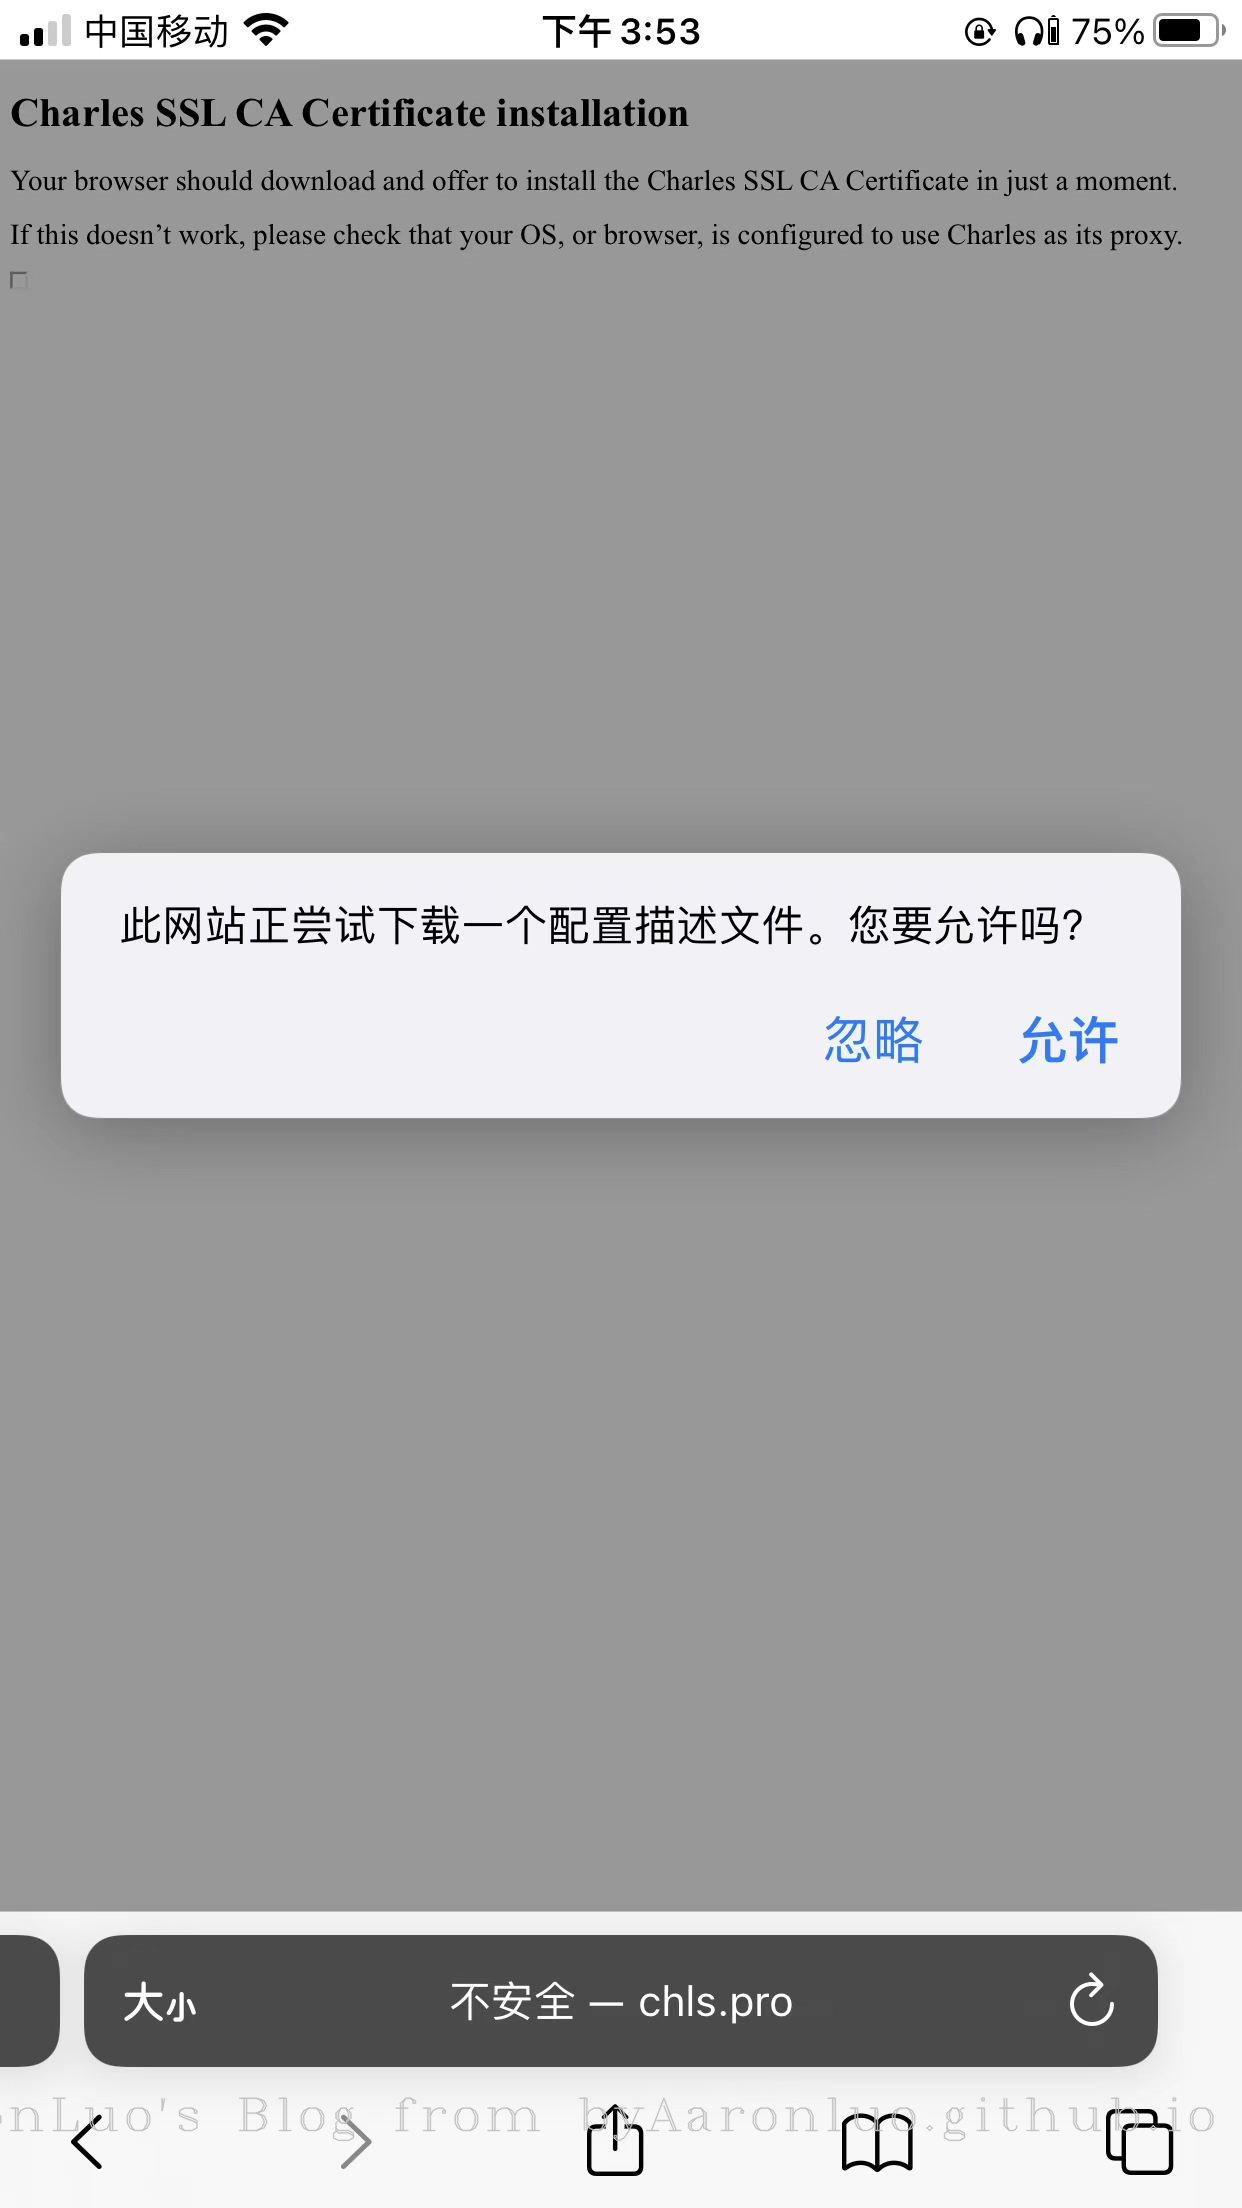 中国移动
下午 3:53
75%
Charles SSL CA Certificate installation
Your browser should download and offer to install the Charles SSL CA Certificate in just a moment.
If this doesn’t work, please check that your OS, or browser, is configured to use Charles as its proxy.
此网站正尝试下载一个配置描述文件。您要允许吗?
忽略
允许
大小
不安全 — chls.pro
nLuo's Blog from byAaronluo.github.io